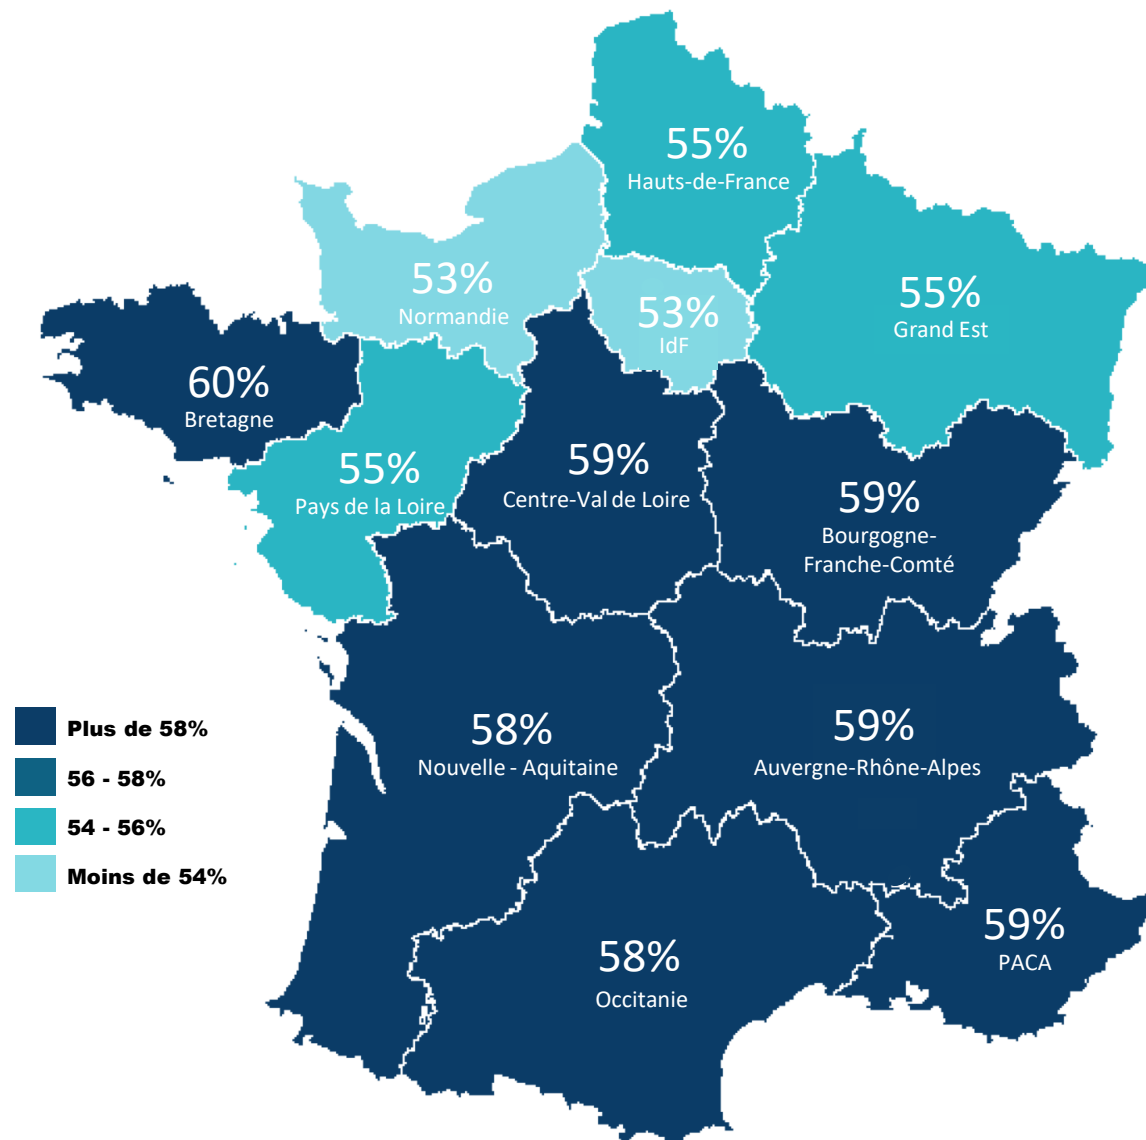 55%
Hauts-de-France
53%
Normandie
53%
IdF
55%
Grand Est
60%
Bretagne
55%
Pays de la Loire
59%
Centre-Val de Loire
59%
Bourgogne-
Franche-Comté
58%
Nouvelle - Aquitaine
59%
Auvergne-Rhône-Alpes
58%
Occitanie
59%
PACA
Plus de 58%
56 - 58%
54 - 56%
Moins de 54%